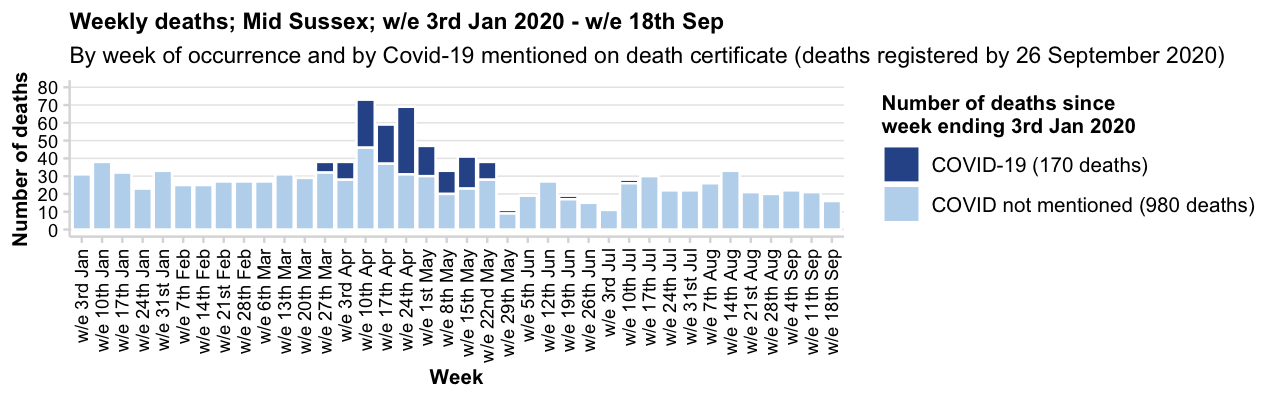 Weekly deaths; Mid Sussex; w/e 3rd Jan 2020 - w/e 18th Sep
By week of occurrence and by Covid-19 mentioned on death certificate (deaths registered by 26 September 2020)
Number of deaths
80
70
60
50
40
30
20
10
0
w/e 3rd Jan
w/e 10th Jan
w/e 17th Jan
w/e 24th Jan
w/e 31st Jan
w/e 7th Feb
w/e 14th Feb
w/e 21st Feb
w/e 28th Feb
w/e 6th Mar
w/e 13th Mar
w/e 20th Mar
w/e 27th Mar
w/e 3rd Apr
w/e 10th Apr
w/e 17th Apr
w/e 24th Apr
w/e 1st May
w/e 8th May
w/e 15th May
w/e 22nd May
w/e 29th May
w/e 5th Jun
w/e 12th Jun
w/e 19th Jun
w/e 26th Jun
w/e 3rd Jul
w/e 10th Jul
w/e 17th Jul
w/e 24th Jul
w/e 31st Jul
w/e 7th Aug
w/e 14th Aug
w/e 21st Aug
w/e 28th Aug
w/e 4th Sep
w/e 11th Sep
w/e 18th Sep
Week
Number of deaths since
week ending 3rd Jan 2020
COVID-19 (170 deaths)
COVID not mentioned (980 deaths)